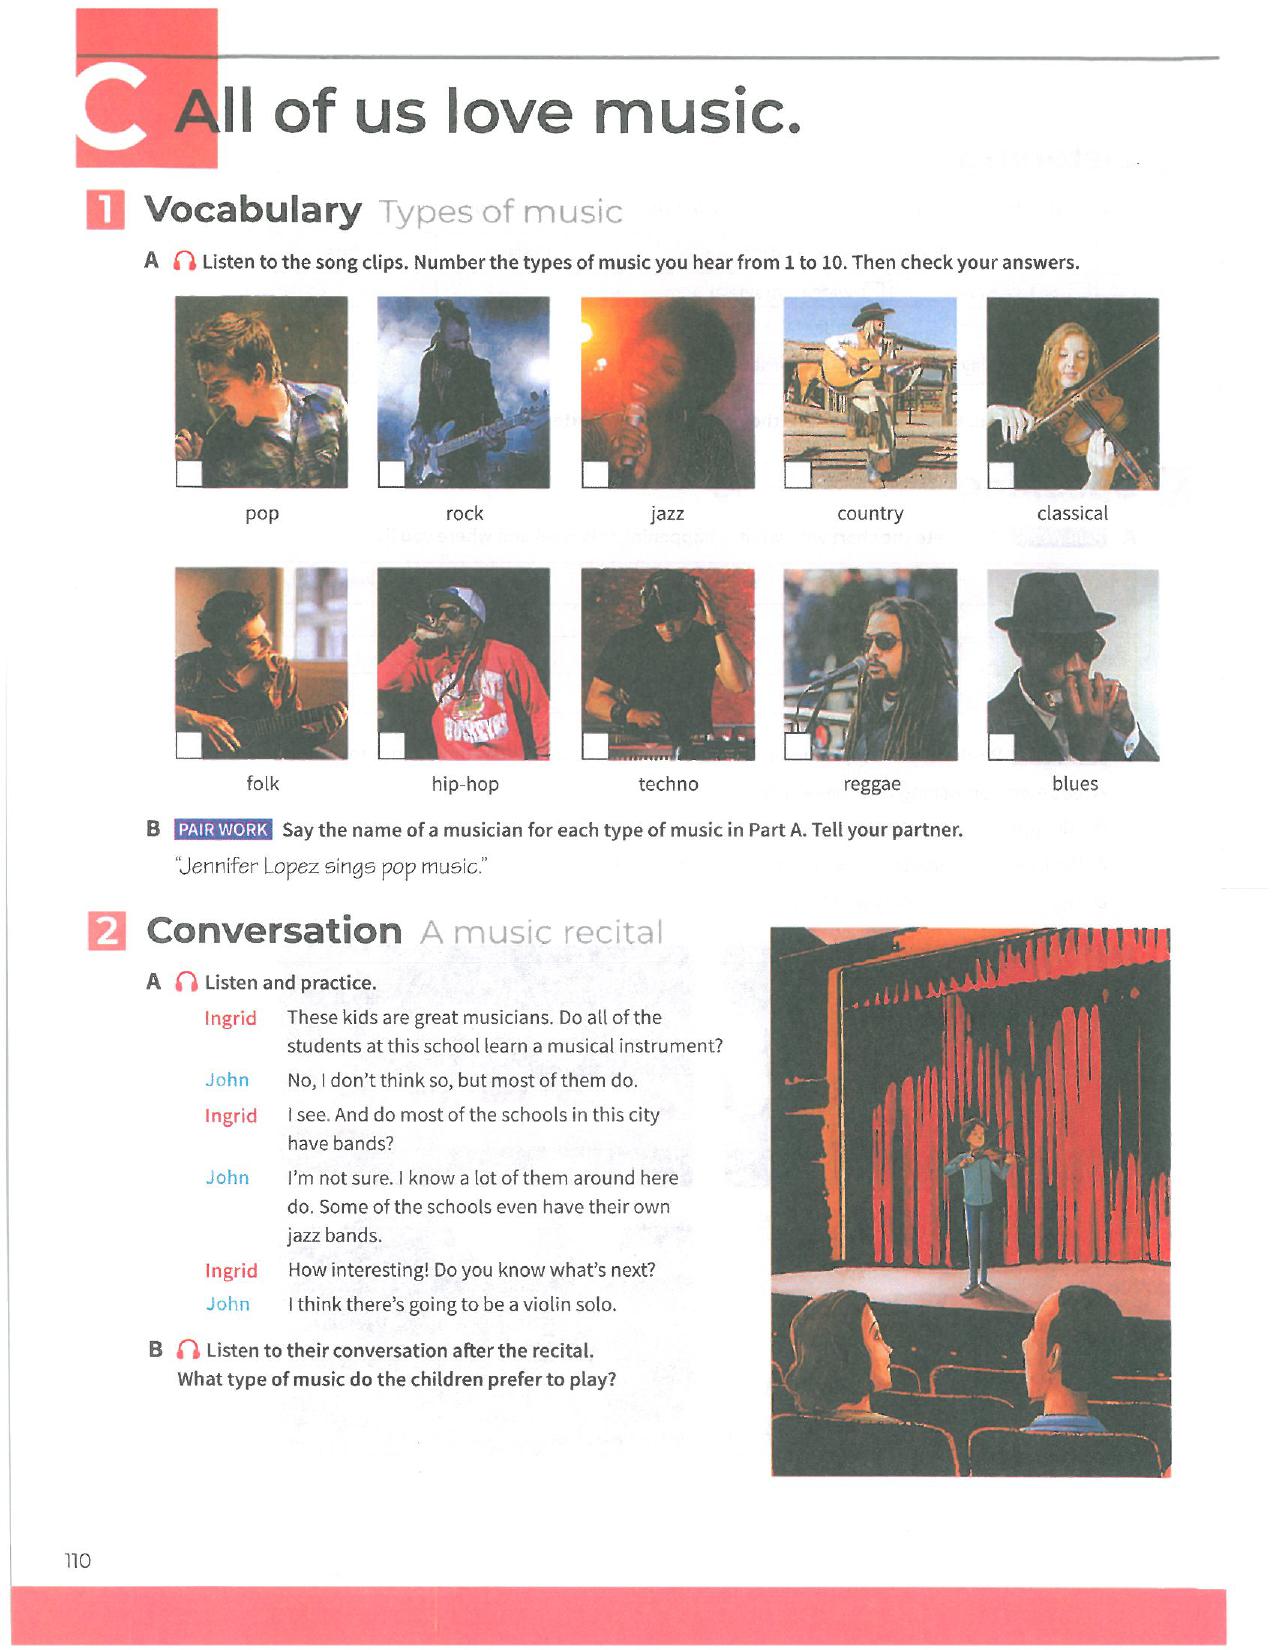 C All of us love music.
1 Vocabulary Types of music
A Listen to the song clips. Number the types of music you hear from 1 to 10. Then check your answers.
pop rock jazz country classical
folk hip-hop techno reggae blues
B PAIR WORK Say the name of a musician for each type of music in Part A. Tell your partner.
“Jennifer Lopez sings pop music.”
2 Conversation A music recital
A Listen and practice.
Ingrid These kids are great musicians. Do all of the
students at this school learn a musical instrument?
John No, I don't think so, but most of them do.
Ingrid I see. And do most of the schools in this city
have bands?
John I'm not sure. I know a lot of them around here
do. Some of the schools even have their own
jazz bands.
Ingrid How interesting! Do you know what's next?
John I think there's going to be a violin solo.
B Listen to their conversation after the recital.
What type of music do the children prefer to play?
110